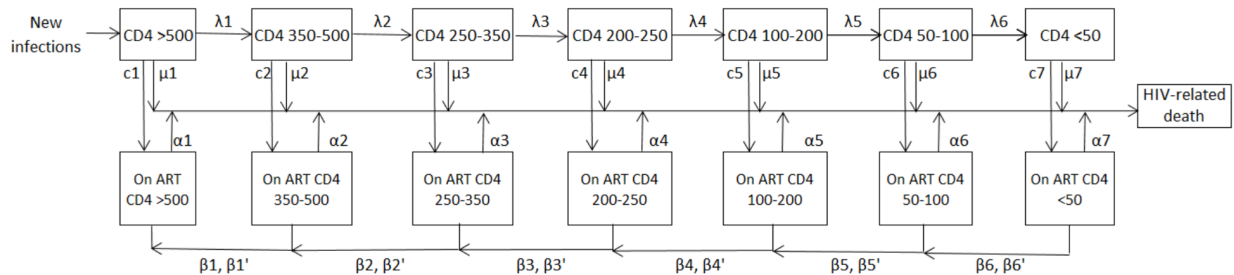 New
infections
CD4 >500
λ1
CD4 350-500
λ2
CD4 250-350
λ3
CD4 200-250
λ4
CD4 100-200
λ5
CD4 50-100
λ6
CD4 <50
c1
μ1
c2
μ2
c3
μ3
c4
μ4
c5
μ5
c6
μ6
c7
μ7
HIV-related
death
α1
α2
α3
α4
α5
α6
α7
On ART
CD4 >500
On ART CD4
350-500
On ART CD4
250-350
On ART CD4
200-250
On ART CD4
100-200
On ART CD4
50-100
On ART CD4
<50
β1, β1'
β2, β2'
β3, β3'
β4, β4'
β5, β5'
β6, β6'